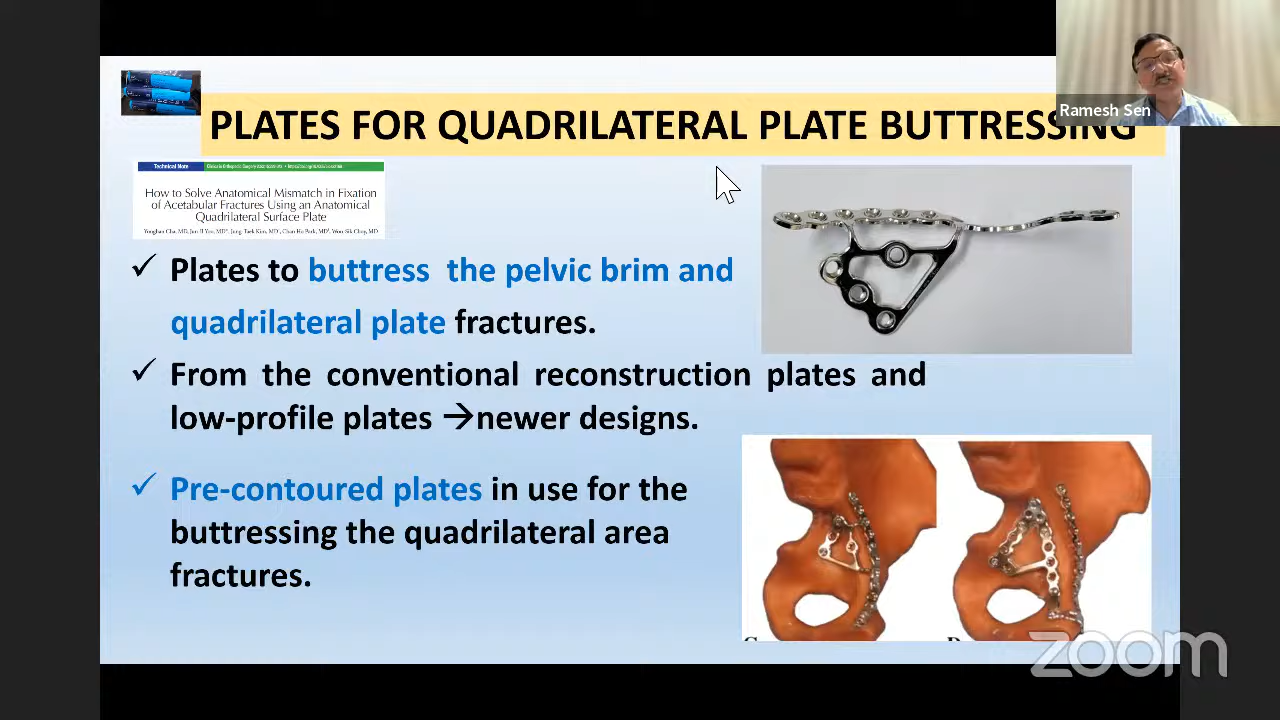 PLATES FOR QUADRILATERAL PLATE BUTTRESSING
Ramesh Sen
Technical Note
How to Solve Anatomical Mismatch in Fixation
of Acetabular Fractures Using an Anatomical
Quadrilateral Surface Plate
✓ Plates to buttress the pelvic brim and
quadrilateral plate fractures.
✓ From the conventional reconstruction plates and
low-profile plates →newer designs.
✓ Pre-contoured plates in use for the
buttressing the quadrilateral area
fractures.
zoom